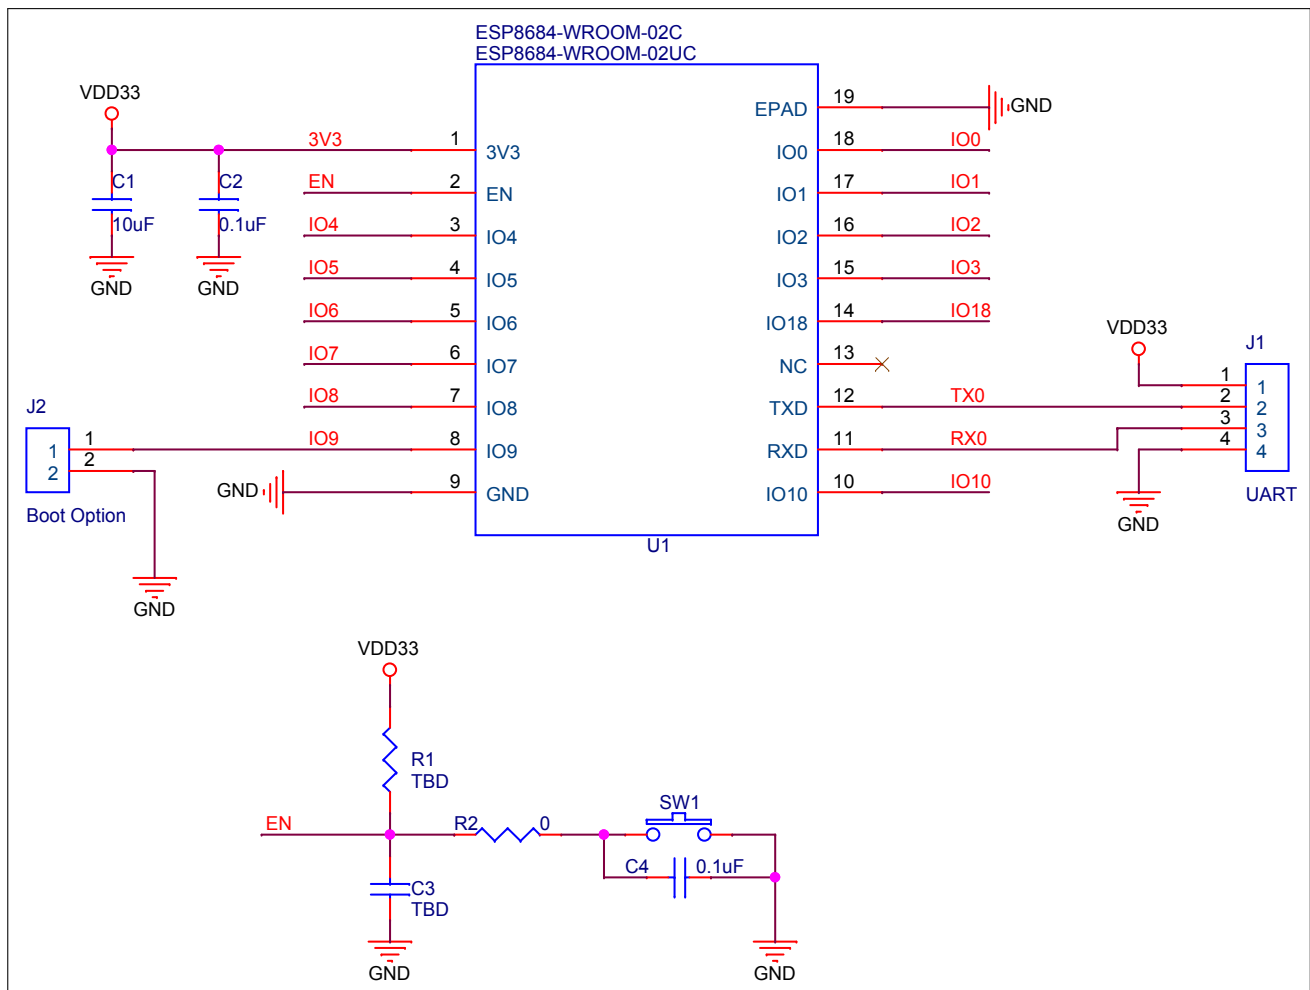 ESP8684-WROOM-02C
ESP8684-WROOM-02UC
VDD33
C1
10uF
GND
C2
0.1uF
GND
3V3 1 3V3
EN 2 EN
IO4 3 IO4
IO5 4 IO5
IO6 5 IO6
IO7 6 IO7
IO8 7 IO8
IO9 8 IO9
GND 9 GND
J2
1 1
2 2
Boot Option
GND
EPAD 19 GND
IO0 18 IO0
IO1 17 IO1
IO2 16 IO2
IO3 15 IO3
IO18 14 IO18
NC 13
TXD 12 TX0
RXD 11 RX0
IO10 10 IO10
U1
VDD33
J1
1 1
2 2
3 3
4 4
UART
GND
VDD33
R1
TBD
EN
R2 0
SW1
C4 0.1uF
C3
TBD
GND
GND